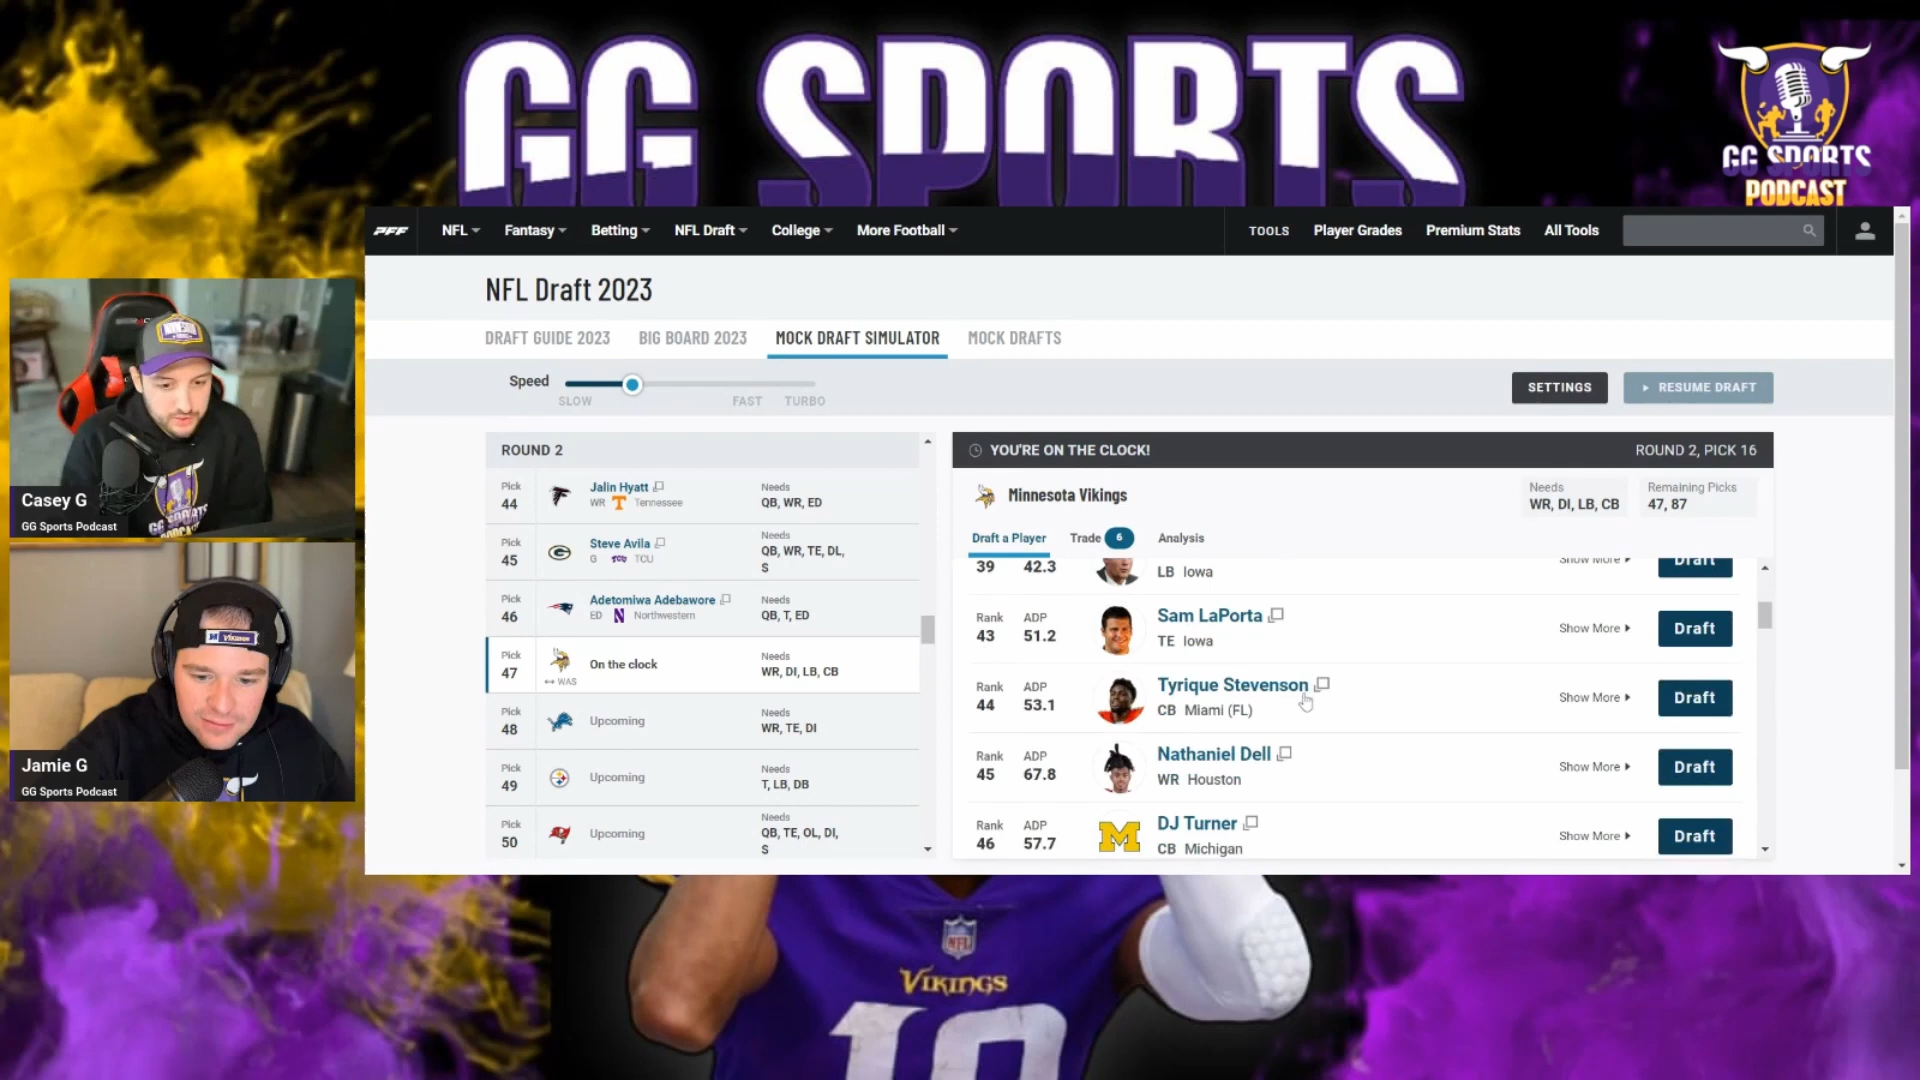 GG SPORTS
GG SPORTS
PODCAST
PFF
NFL
Fantasy
Betting
NFL Draft
College
More Football
TOOLS
Player Grades
Premium Stats
All Tools
NFL Draft 2023
DRAFT GUIDE 2023
BIG BOARD 2023
MOCK DRAFT SIMULATOR
MOCK DRAFTS
Speed
SLOW
FAST
TURBO
SETTINGS
RESUME DRAFT
ROUND 2
Pick
44
Jalin Hyatt
WR T Tennessee
Needs
QB, WR, ED
Pick
45
Steve Avila
G TCU TCU
Needs
QB, WR, TE, DL,
S
Pick
46
Adetomiwa Adebawore
ED N Northwestern
Needs
QB, T, ED
Pick
47
↔ WAS
On the clock
Needs
WR, DI, LB, CB
Pick
48
Upcoming
Needs
WR, TE, DI
Pick
49
Upcoming
Needs
T, LB, DB
Pick
50
Upcoming
Needs
QB, TE, OL, DI,
S
YOU'RE ON THE CLOCK!
ROUND 2, PICK 16
Minnesota Vikings
Needs
WR, DI, LB, CB
Remaining Picks
47, 87
Draft a Player
Trade 6
Analysis
39
42.3
LB Iowa
Show More
Draft
Rank
43
ADP
51.2
Sam LaPorta
TE Iowa
Show More
Draft
Rank
44
ADP
53.1
Tyrique Stevenson
CB Miami (FL)
Show More
Draft
Rank
45
ADP
67.8
Nathaniel Dell
WR Houston
Show More
Draft
Rank
46
ADP
57.7
M
DJ Turner
CB Michigan
Show More
Draft
Casey G
GG Sports Podcast
Jamie G
GG Sports Podcast
VIKINGS
NFL
VIKINGS